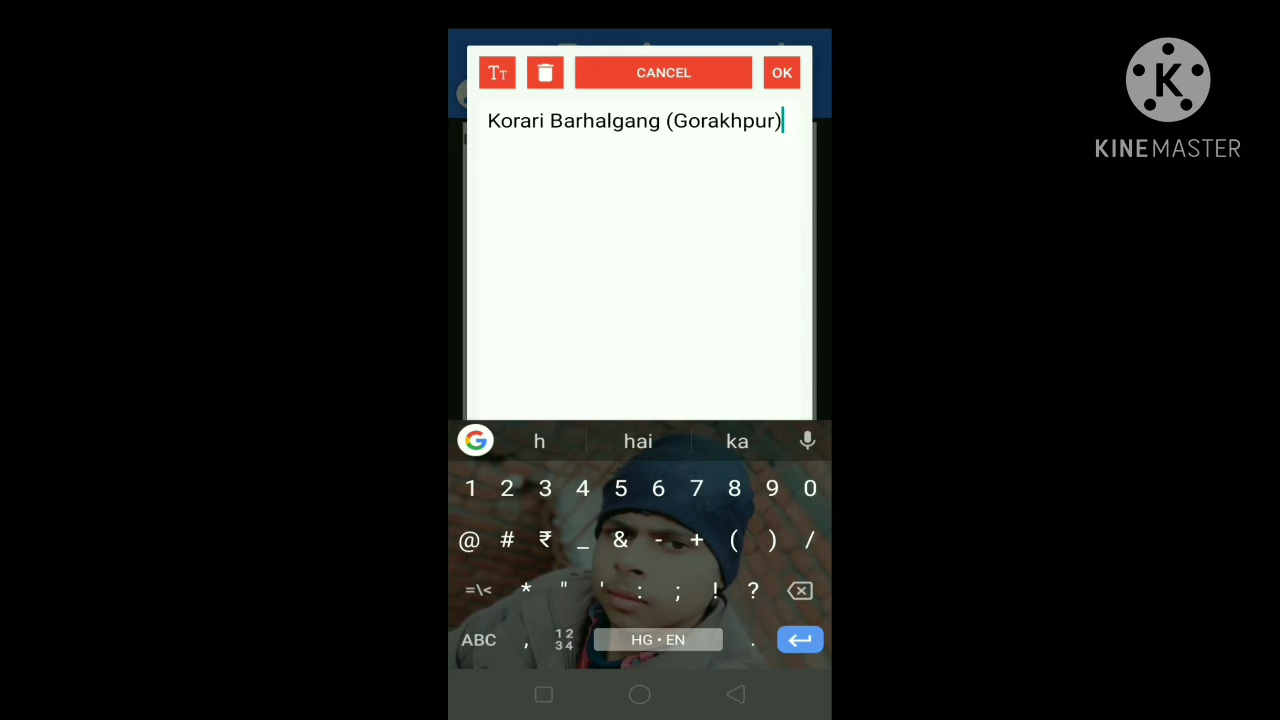 Tᴛ CANCEL OK
Korari Barhalgang (Gorakhpur)
K
KINEMASTER
G h hai ka
1 2 3 4 5 6 7 8 9 0
@ # ₹ _ & - + ( ) /
=\< * " ' : ; ! ?
ABC , 12 34 HG • EN .